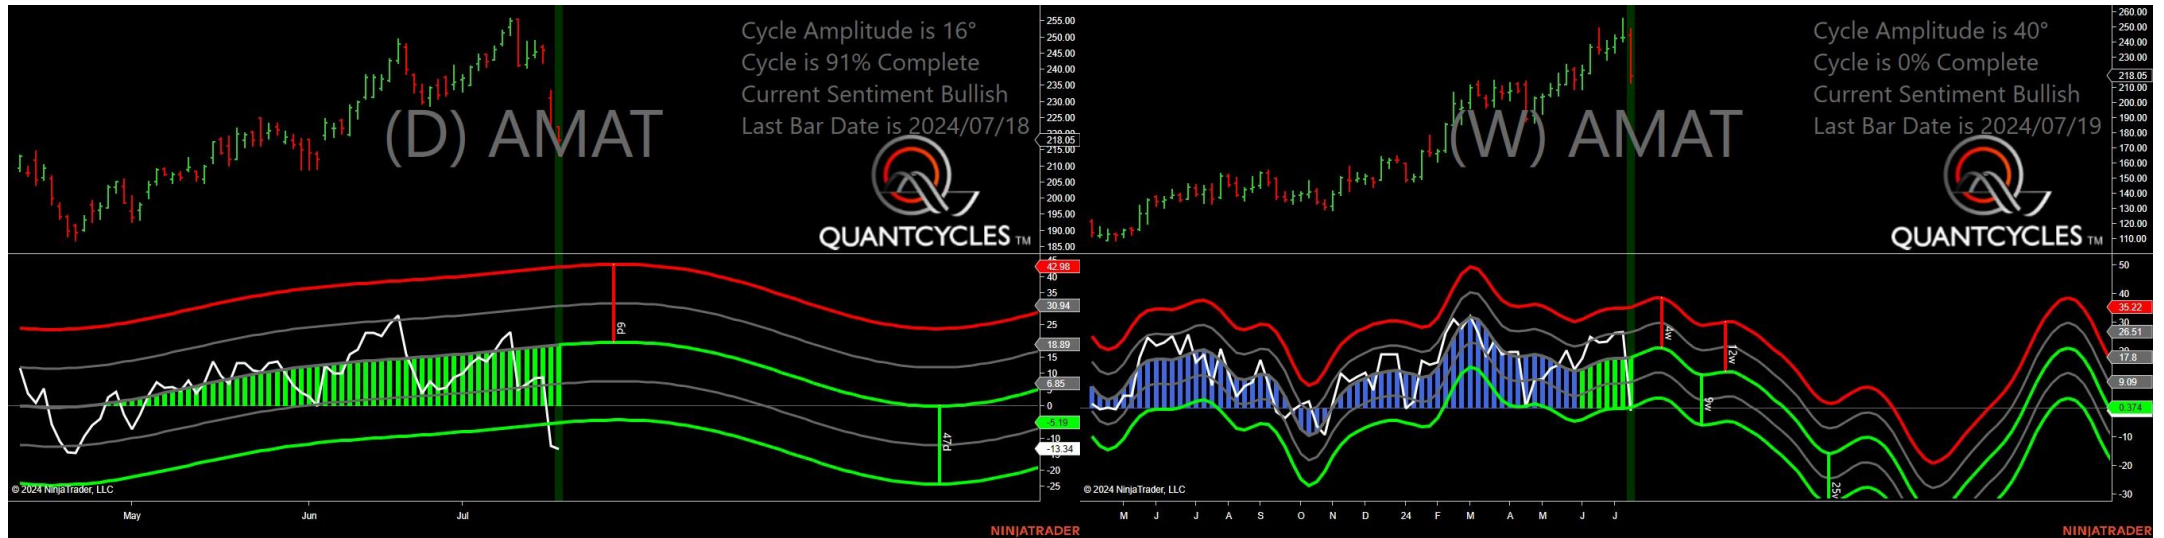 Cycle Amplitude is 16°
Cycle is 91% Complete
Current Sentiment Bullish
Last Bar Date is 2024/07/18
(D) AMAT
QUANTCYCLES TM
255.00
250.00
245.00
240.00
235.00
230.00
225.00
218.05
215.00
210.00
205.00
200.00
195.00
190.00
185.00
42.98
40
35
30.94
25
18.89
15
10
6.85
0
-5.19
-10
-13.34
-20
-25
6d
47d
© 2024 NinjaTrader, LLC
May
Jun
Jul
NINJATRADER
Cycle Amplitude is 40°
Cycle is 0% Complete
Current Sentiment Bullish
Last Bar Date is 2024/07/19
(W) AMAT
QUANTCYCLES TM
260.00
250.00
240.00
230.00
218.05
210.00
200.00
190.00
180.00
170.00
160.00
150.00
140.00
130.00
120.00
110.00
50
40
35.22
30
26.51
17.8
9.09
0.374
-10
-20
-30
4w
12w
9w
© 2024 NinjaTrader, LLC
M
J
J
A
S
O
N
D
24
F
M
A
M
J
J
NINJATRADER